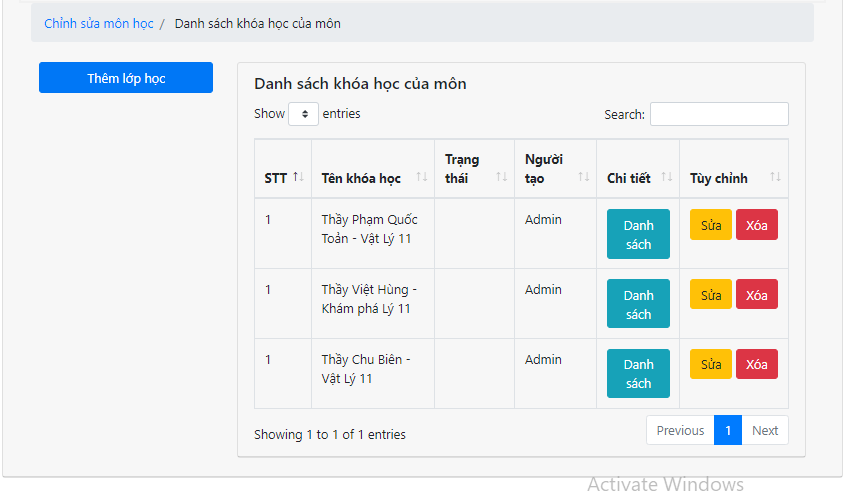 Chỉnh sửa môn học / Danh sách khóa học của môn
Thêm lớp học
Danh sách khóa học của môn
Show entries Search:
STT Tên khóa học Trạng thái Người tạo Chi tiết Tùy chỉnh
1 Thầy Phạm Quốc Toản - Vật Lý 11 Admin Danh sách Sửa Xóa
1 Thầy Việt Hùng - Khám phá Lý 11 Admin Danh sách Sửa Xóa
1 Thầy Chu Biên - Vật Lý 11 Admin Danh sách Sửa Xóa
Showing 1 to 1 of 1 entries Previous 1 Next
Activate Windows